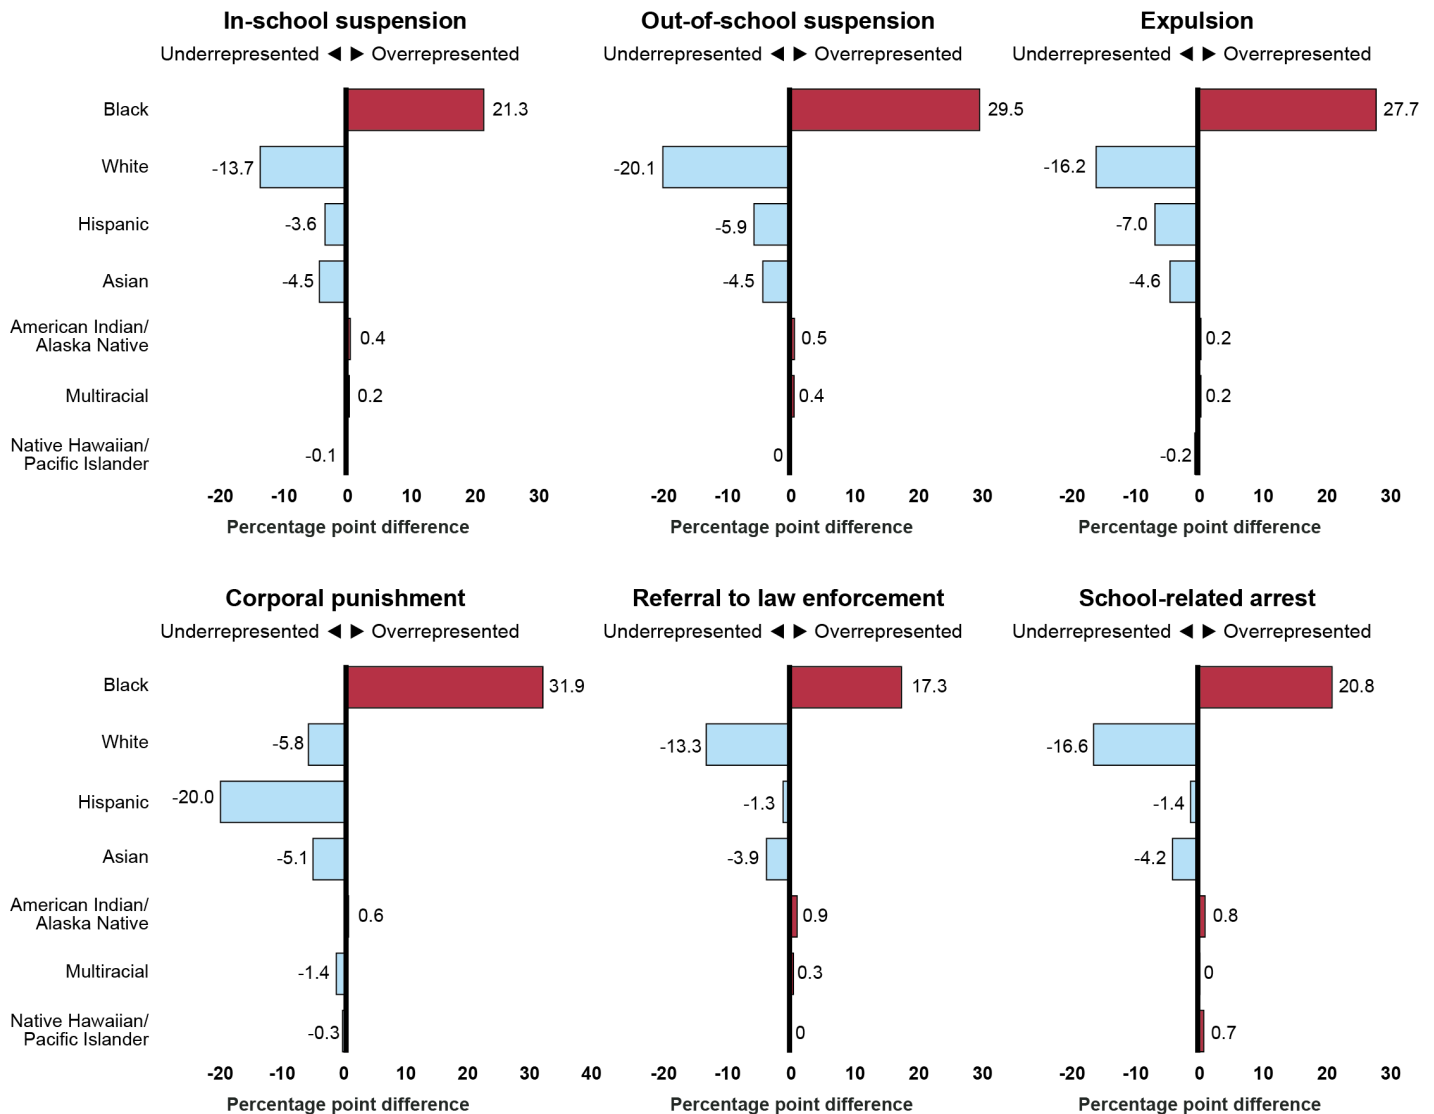 In-school suspension
Underrepresented ◄ ► Overrepresented
Black
21.3
White
-13.7
Hispanic
-3.6
Asian
-4.5
American Indian/
Alaska Native
0.4
Multiracial
0.2
Native Hawaiian/
Pacific Islander
-0.1
-20 -10 0 10 20 30
Percentage point difference
Out-of-school suspension
Underrepresented ◄ ► Overrepresented
29.5
-20.1
-5.9
-4.5
0.5
0.4
0
-20 -10 0 10 20 30
Percentage point difference
Expulsion
Underrepresented ◄ ► Overrepresented
27.7
-16.2
-7.0
-4.6
0.2
0.2
-0.2
-20 -10 0 10 20 30
Percentage point difference
Corporal punishment
Underrepresented ◄ ► Overrepresented
Black
31.9
White
-5.8
Hispanic
-20.0
Asian
-5.1
American Indian/
Alaska Native
0.6
Multiracial
-1.4
Native Hawaiian/
Pacific Islander
-0.3
-20 -10 0 10 20 30 40
Percentage point difference
Referral to law enforcement
Underrepresented ◄ ► Overrepresented
17.3
-13.3
-1.3
-3.9
0.9
0.3
0
-20 -10 0 10 20 30
Percentage point difference
School-related arrest
Underrepresented ◄ ► Overrepresented
20.8
-16.6
-1.4
-4.2
0.8
0
0.7
-20 -10 0 10 20 30
Percentage point difference